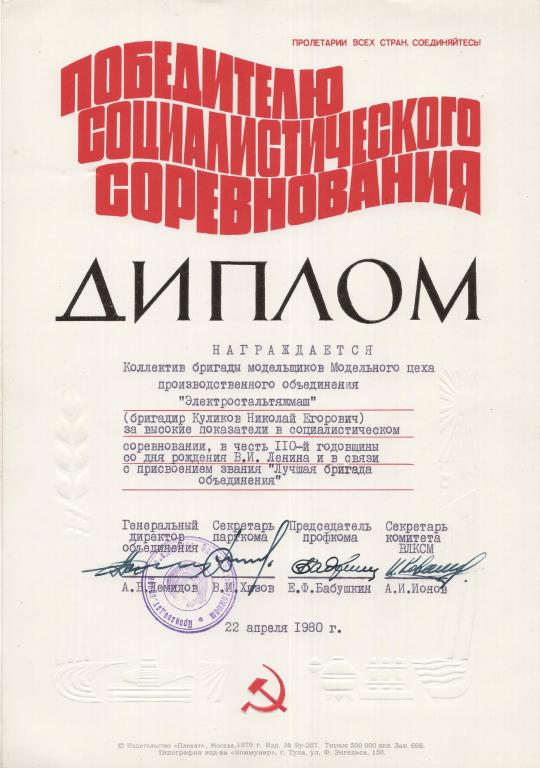 ПРОЛЕТАРИИ ВСЕХ СТРАН, СОЕДИНЯЙТЕСЬ!
ПОБЕДИТЕЛЮ
СОЦИАЛИСТИЧЕСКОГО
СОРЕВНОВАНИЯ
ДИПЛОМ
НАГРАЖДАЕТСЯ
Коллектив бригады модельщиков Модельного цеха
производственного объединения
"Электростальтяжмаш"
(бригадир Куликов Николай Егорович)
за высокие показатели в социалистическом
соревновании, в честь 110-й годовщины
со дня рождения В.И. Ленина и в связи
с присвоением звания "Лучшая бригада
объединения"
Генеральный Секретарь Председатель Секретарь
директор парткома профкома комитета
объединения ВЛКСМ
Демидов В.И. Хизов Е.Ф.Бабушкин А.И.Ионов
22 апреля 1980 г.
© Издательство «Плакат», Москва, 1979 г. Изд. № 9у-267. Тираж 500 000 экз. Зак. 698.
Типография изд-ва «Коммунар», г. Тула, ул. Ф. Энгельса, 150.